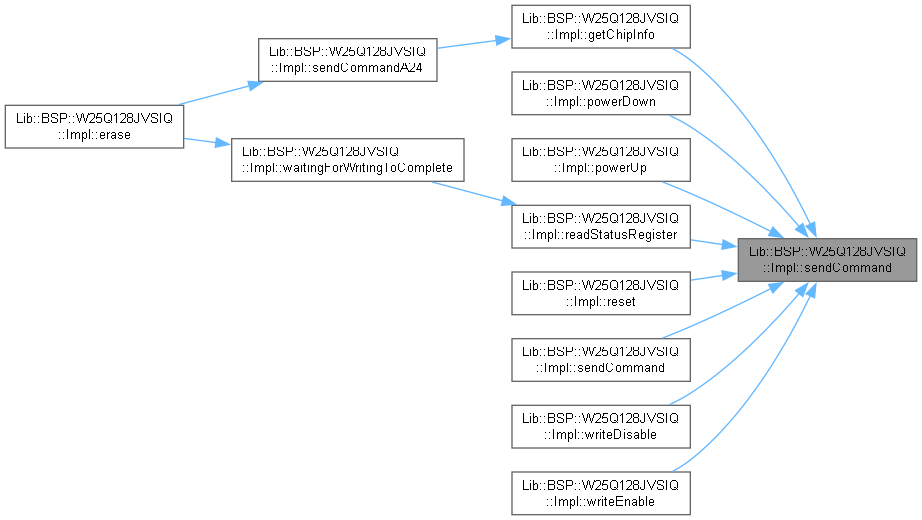 Lib::BSP::W25Q128JVSIQ
::Impl::getChipInfo
Lib::BSP::W25Q128JVSIQ
::Impl::sendCommandA24
Lib::BSP::W25Q128JVSIQ
::Impl::powerDown
Lib::BSP::W25Q128JVSIQ
::Impl::erase
Lib::BSP::W25Q128JVSIQ
::Impl::waitingForWritingToComplete
Lib::BSP::W25Q128JVSIQ
::Impl::powerUp
Lib::BSP::W25Q128JVSIQ
::Impl::readStatusRegister
Lib::BSP::W25Q128JVSIQ
::Impl::sendCommand
Lib::BSP::W25Q128JVSIQ
::Impl::reset
Lib::BSP::W25Q128JVSIQ
::Impl::sendCommand
Lib::BSP::W25Q128JVSIQ
::Impl::writeDisable
Lib::BSP::W25Q128JVSIQ
::Impl::writeEnable